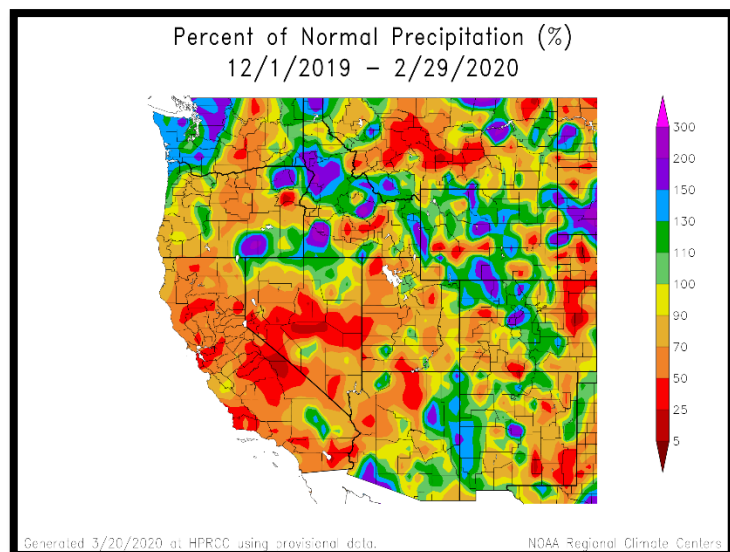 Percent of Normal Precipitation (%)
12/1/2019 – 2/29/2020
300
200
150
130
110
100
90
70
50
25
5
Generated 3/20/2020 at HPRCC using provisional data.
NOAA Regional Climate Centers